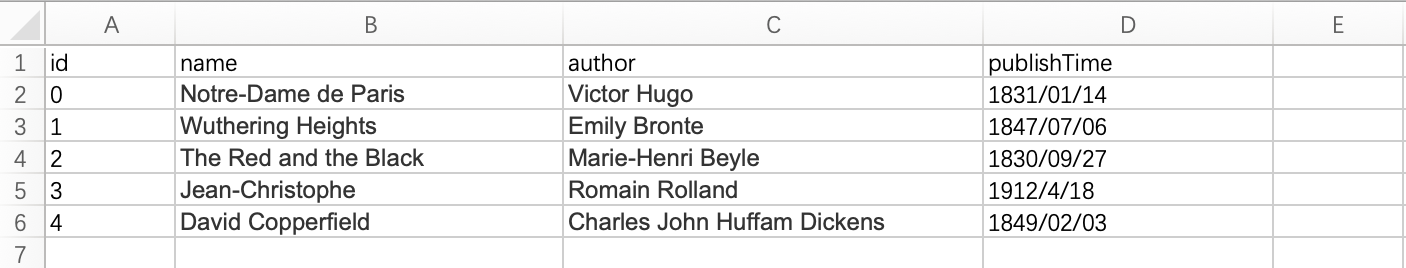 A B C D E
1 id name author publishTime
2 0 Notre-Dame de Paris Victor Hugo 1831/01/14
3 1 Wuthering Heights Emily Bronte 1847/07/06
4 2 The Red and the Black Marie-Henri Beyle 1830/09/27
5 3 Jean-Christophe Romain Rolland 1912/4/18
6 4 David Copperfield Charles John Huffam Dickens 1849/02/03
7